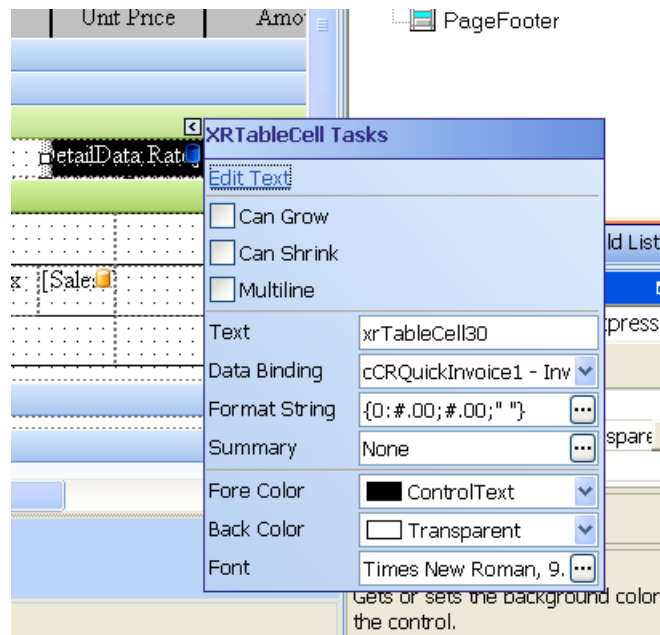 Unit Price
Amo
PageFooter
XRTableCell Tasks
etailData.Rat
Edit Text
Can Grow
Can Shrink
ld List
x [Sales
Multiline
press
Text xrTableCell30
Data Binding cCRQuickInvoice1 - Inv
Format String {0:#.00;#.00;" "} ...
spare
Summary None ...
Fore Color ControlText
Back Color Transparent
Font Times New Roman, 9. ...
Gets or sets the background color
the control.